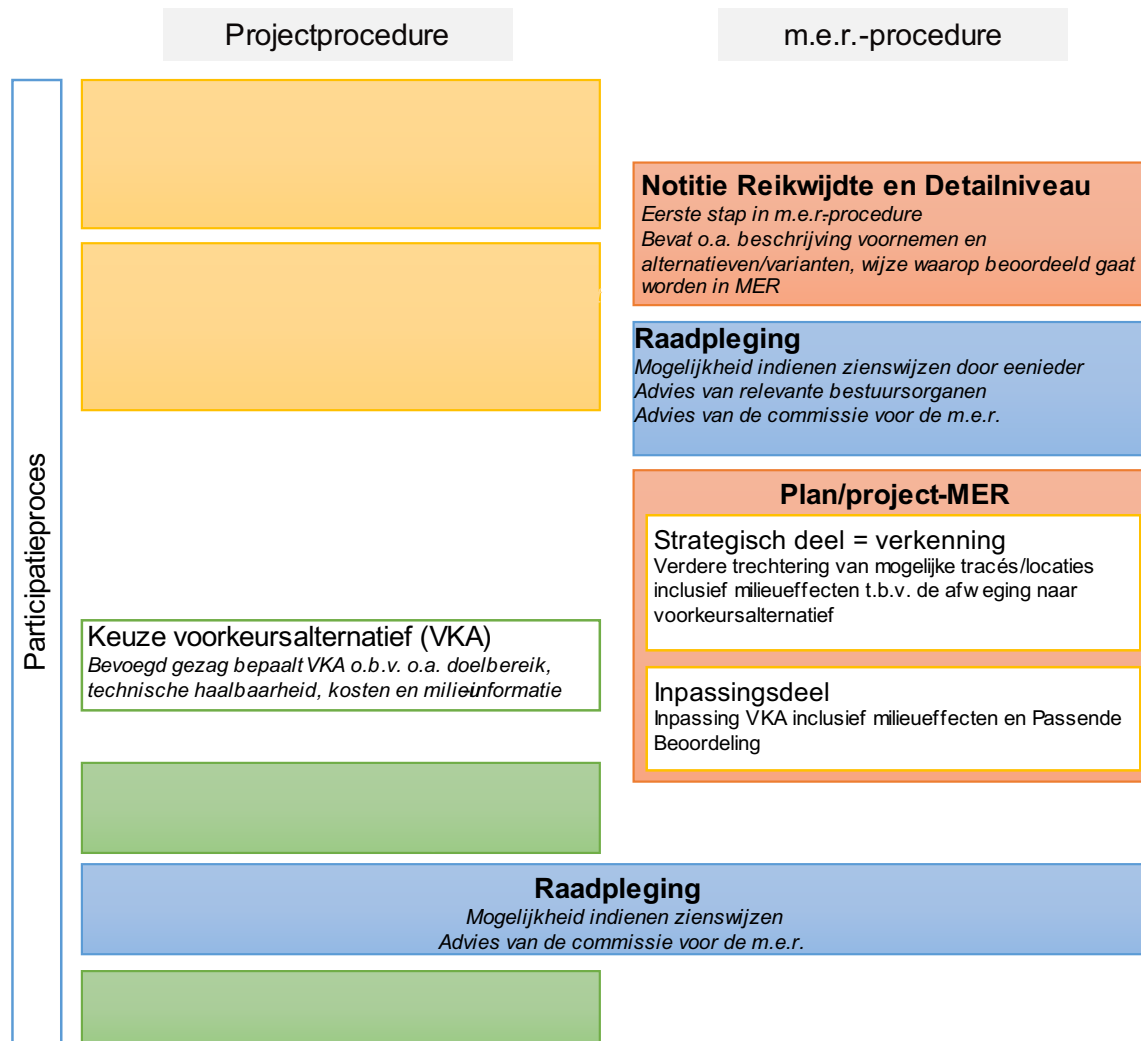 Projectprocedure
m.e.r.-procedure
Participatieproces
Notitie Reikwijdte en Detailniveau
Eerste stap in m.e.r-procedure
Bevat o.a. beschrijving voornemen en
alternatieven/varianten, wijze waarop beoordeeld gaat
worden in MER
Raadpleging
Mogelijkheid indienen zienswijzen door eenieder
Advies van relevante bestuursorganen
Advies van de commissie voor de m.e.r.
Plan/project-MER
Strategisch deel = verkenning
Verdere trechtering van mogelijke tracés/locaties
inclusief milieueffecten t.b.v. de afweging naar
voorkeursalternatief
Keuze voorkeursalternatief (VKA)
Bevoegd gezag bepaalt VKA o.b.v. o.a. doelbereik,
technische haalbaarheid, kosten en milieu-informatie
Inpassingsdeel
Inpassing VKA inclusief milieueffecten en Passende
Beoordeling
Raadpleging
Mogelijkheid indienen zienswijzen
Advies van de commissie voor de m.e.r.